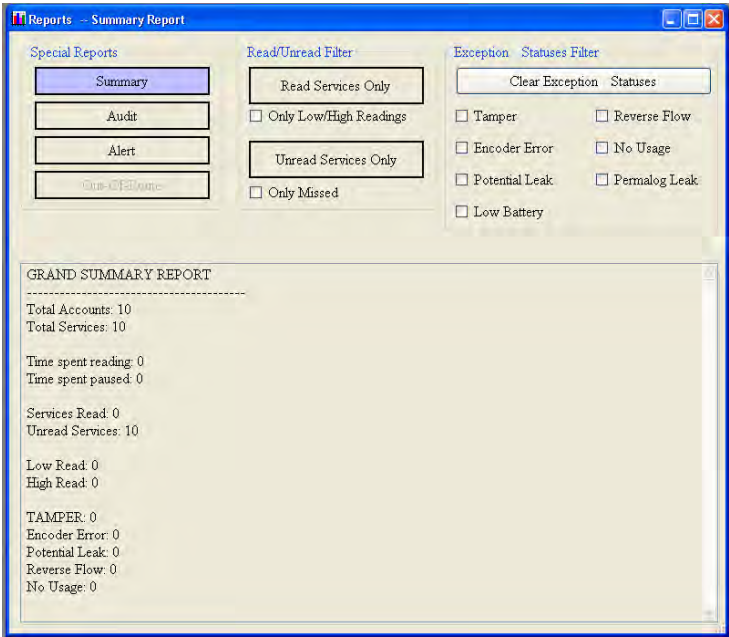 Reports -- Summary Report
Special Reports
Summary
Audit
Alert
Out-Of-Route
Read/Unread Filter
Read Services Only
Only Low/High Readings
Unread Services Only
Only Missed
Exception Statuses Filter
Clear Exception Statuses
Tamper
Reverse Flow
Encoder Error
No Usage
Potential Leak
Permalog Leak
Low Battery
GRAND SUMMARY REPORT
----------------------------------------
Total Accounts: 10
Total Services: 10
Time spent reading: 0
Time spent paused: 0
Services Read: 0
Unread Services: 10
Low Read: 0
High Read: 0
TAMPER: 0
Encoder Error: 0
Potential Leak: 0
Reverse Flow: 0
No Usage: 0